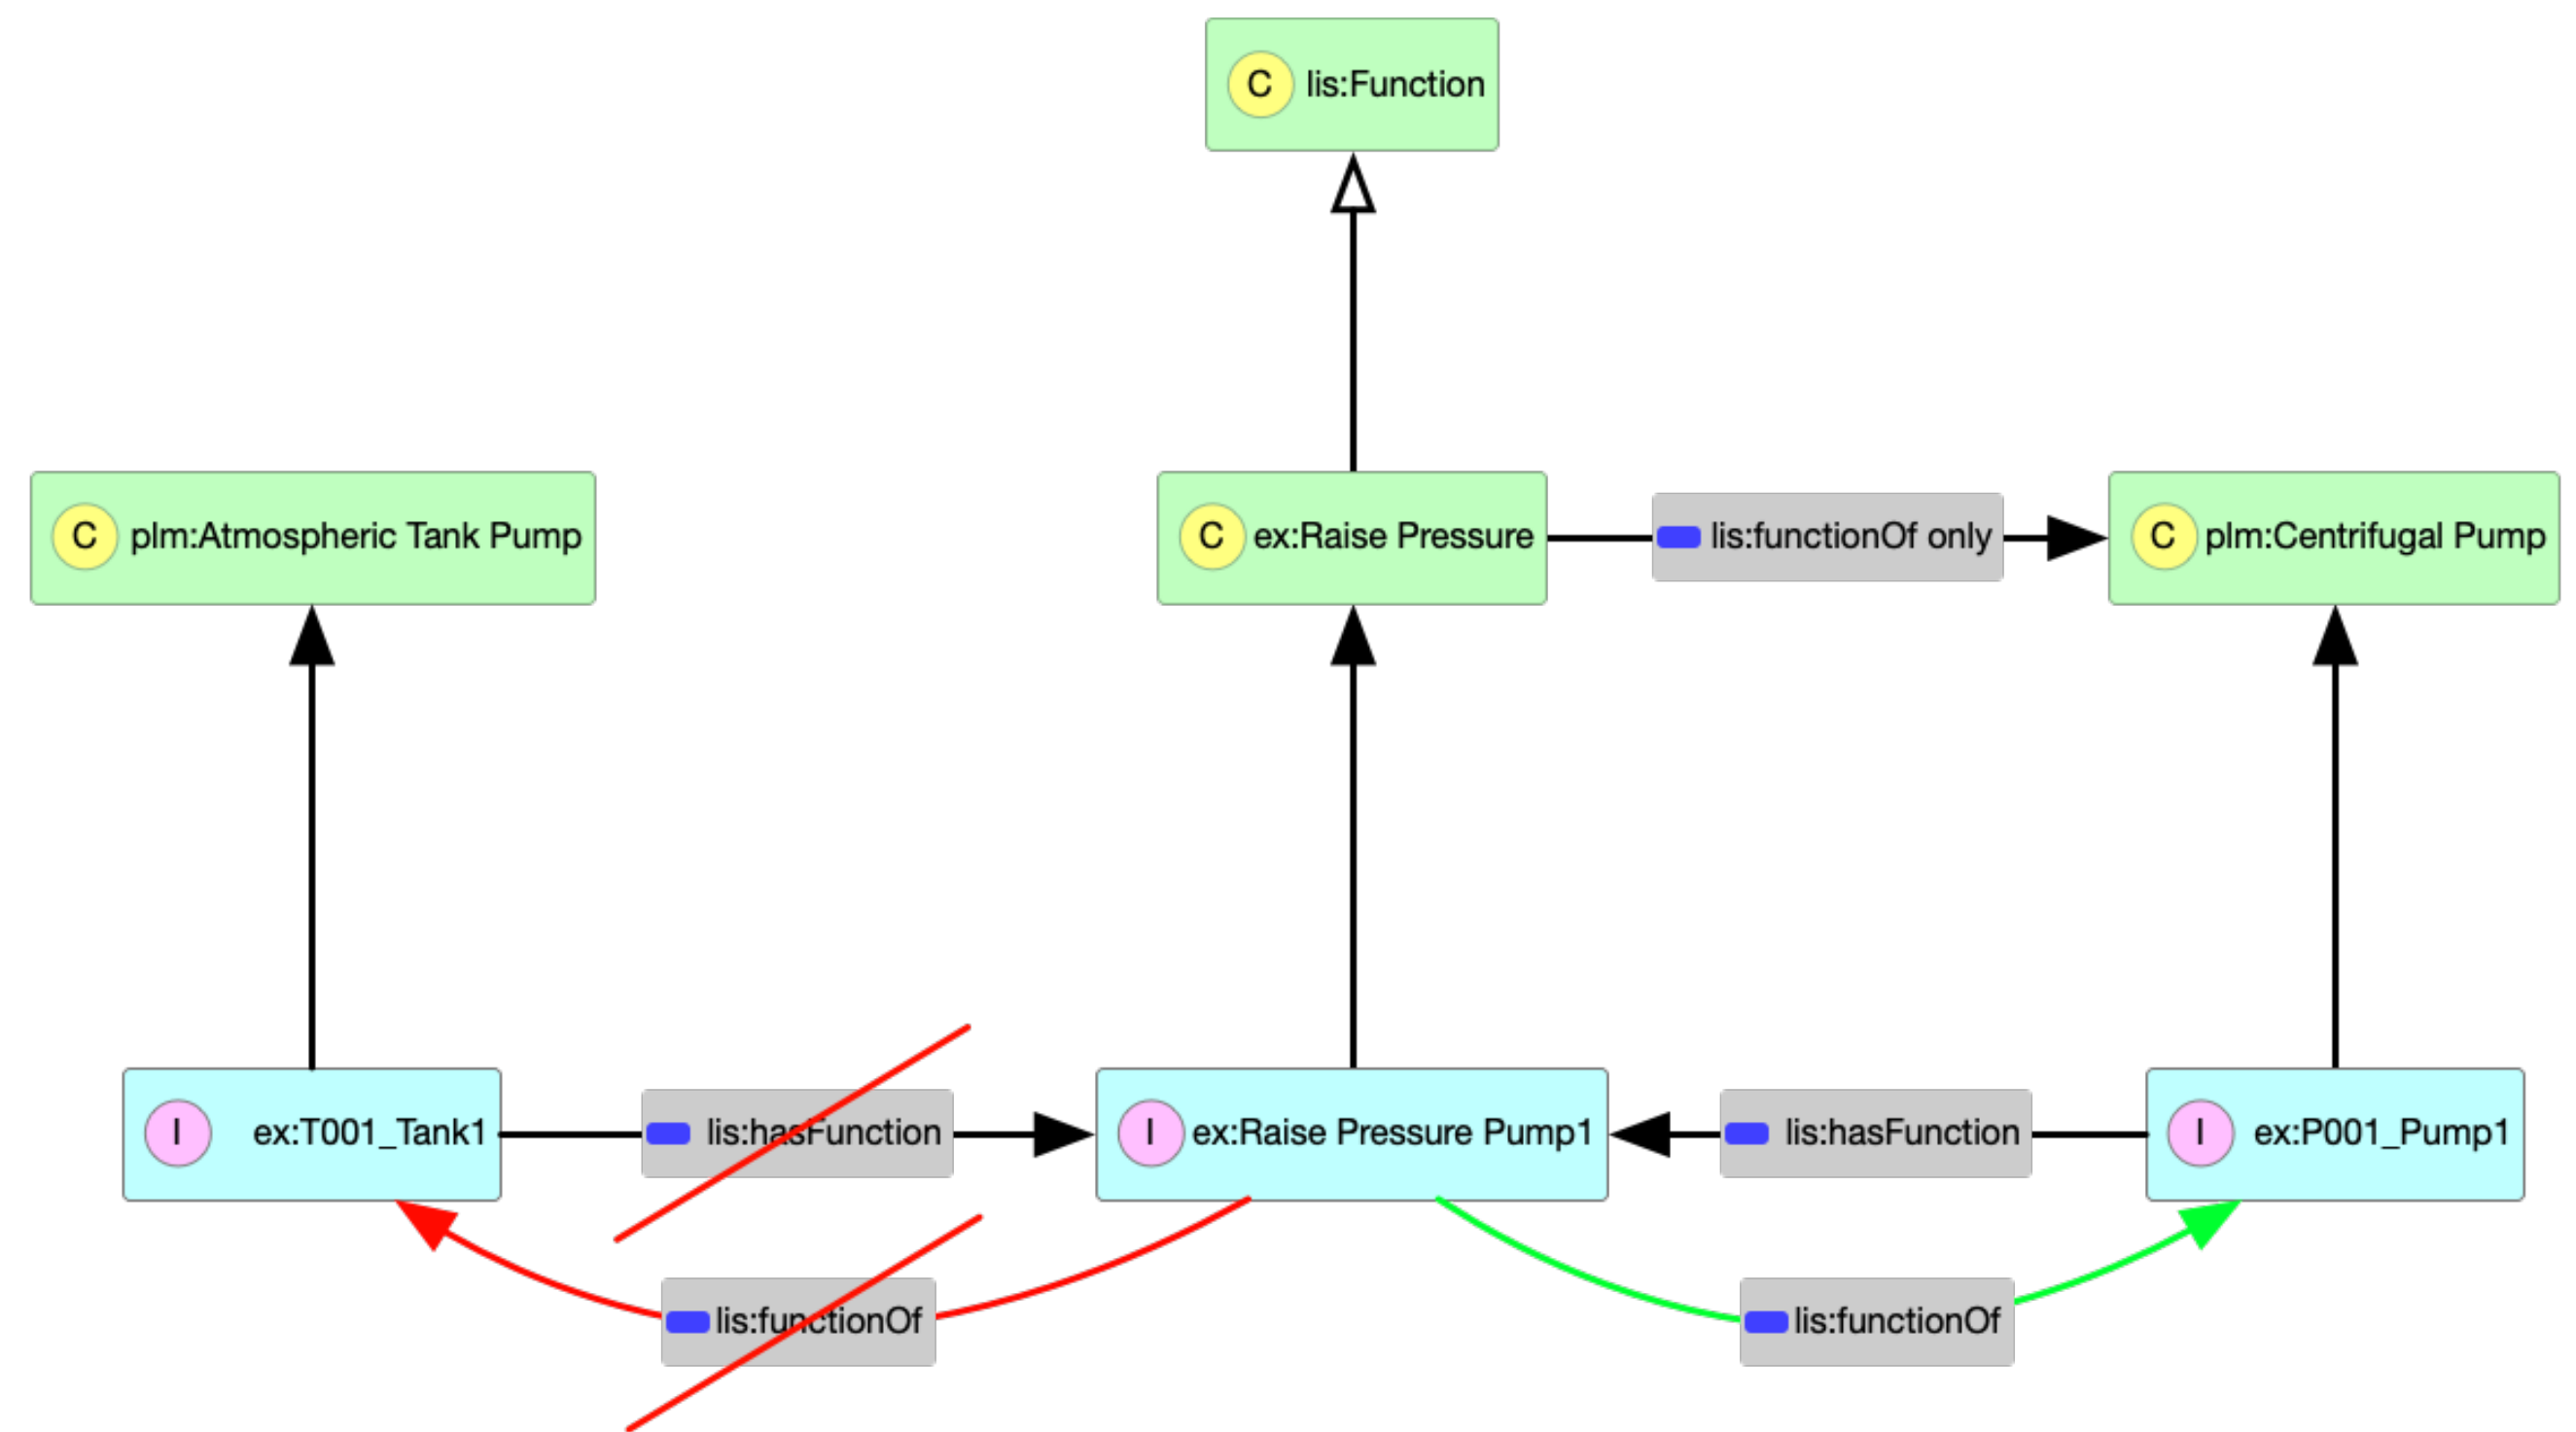 C lis:Function
C plm:Atmospheric Tank Pump
C ex:Raise Pressure
lis:functionOf only
C plm:Centrifugal Pump
I ex:T001_Tank1
lis:hasFunction
I ex:Raise Pressure Pump1
lis:hasFunction
I ex:P001_Pump1
lis:functionOf
lis:functionOf